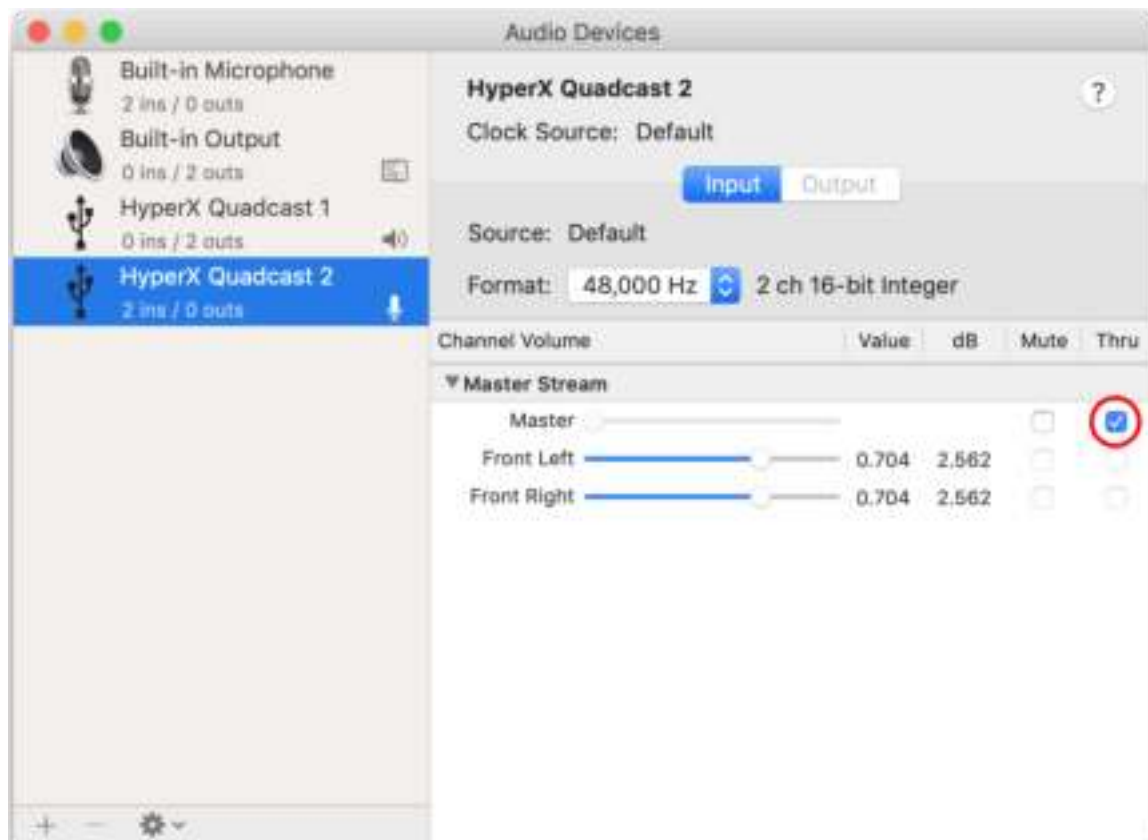 Audio Devices
Built-in Microphone
2 ins / 0 outs
Built-in Output
0 ins / 2 outs
HyperX Quadcast 1
0 ins / 2 outs
HyperX Quadcast 2
2 ins / 0 outs
HyperX Quadcast 2
?
Clock Source: Default
Input Output
Source: Default
Format: 48,000 Hz 2 ch 16-bit Integer
Channel Volume Value dB Mute Thru
Master Stream
Master
Front Left 0.704 2.562
Front Right 0.704 2.562